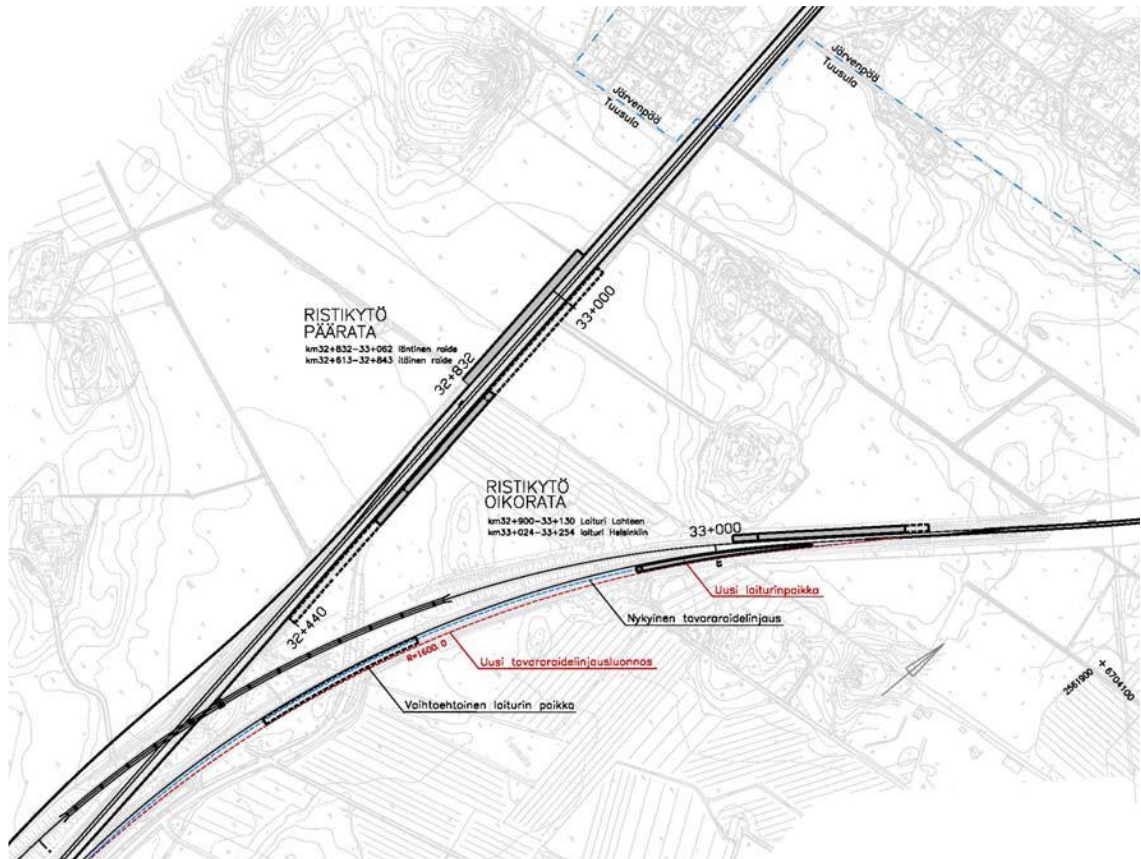 Järvenpää
Tuusula
Järvenpää
Tuusula
RISTIKYTÖ
PÄÄRATA
km32+832-33+062 läntinen raide
km32+613-32+843 itäinen raide
32+832
33+000
RISTIKYTÖ
OIKORATA
km32+900-33+130 Laituri Lahteen
km33+024-33+254 laituri Helsinkiin
33+000
Uusi laiturinpaikka
Nykyinen tavararaidelinjaus
32+440
R=1600.0
Uusi tavararaidelinjausluonnos
Vaihtoehtoinen laiturin paikka
2561900 + 6704100